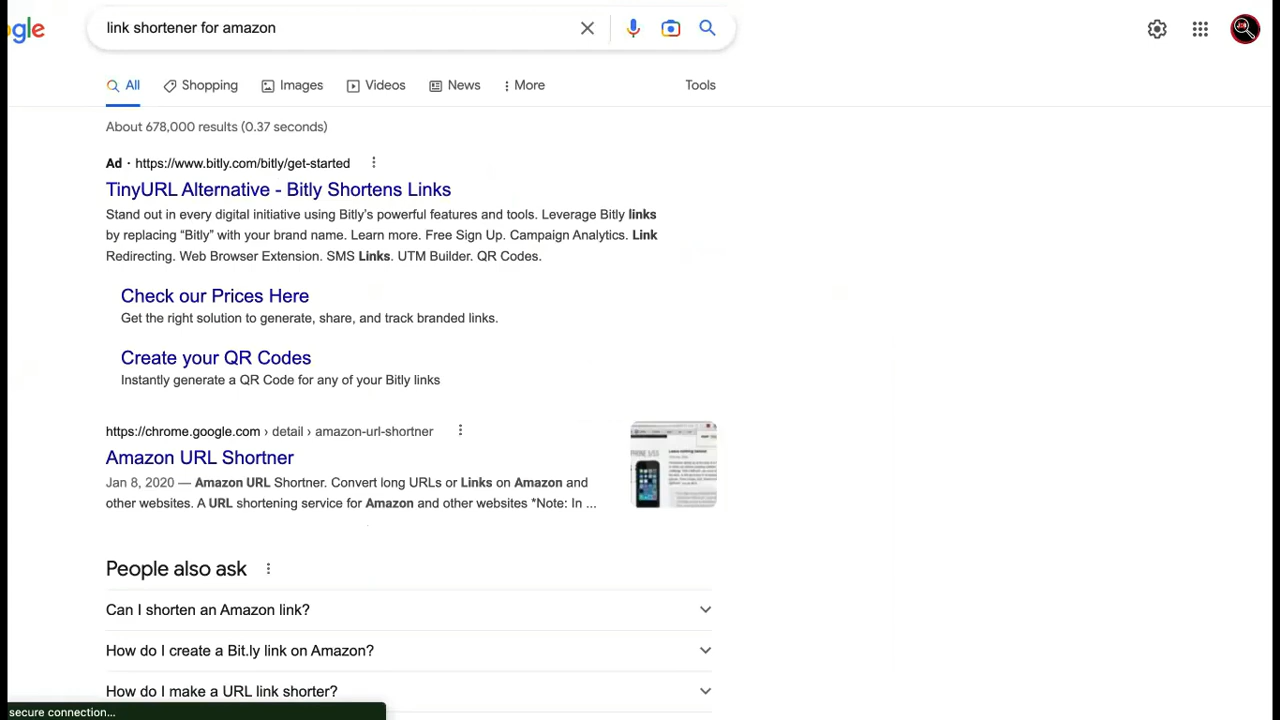 ogle
link shortener for amazon
All Shopping Images Videos News More Tools
About 678,000 results (0.37 seconds)
Ad · https://www.bitly.com/bitly/get-started
TinyURL Alternative - Bitly Shortens Links
Stand out in every digital initiative using Bitly's powerful features and tools. Leverage Bitly links
by replacing “Bitly” with your brand name. Learn more. Free Sign Up. Campaign Analytics. Link
Redirecting. Web Browser Extension. SMS Links. UTM Builder. QR Codes.
Check our Prices Here
Get the right solution to generate, share, and track branded links.
Create your QR Codes
Instantly generate a QR Code for any of your Bitly links
https://chrome.google.com › detail › amazon-url-shortner
Amazon URL Shortner
Jan 8, 2020 — Amazon URL Shortner. Convert long URLs or Links on Amazon and
other websites. A URL shortening service for Amazon and other websites *Note: In ...
People also ask
Can I shorten an Amazon link?
How do I create a Bit.ly link on Amazon?
How do I make a URL link shorter?
secure connection...